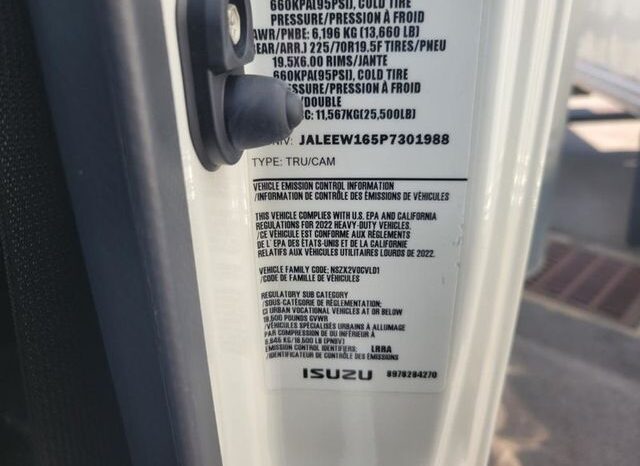 660KPA(95PSI), COLD TIRE
PRESSURE/PRESSION À FROID
AWR/PNBE: 6,196 KG (13,660 LB)
EAR/ARR.) 225/70R19.5F TIRES/PNEU
19.5X6.00 RIMS/JANTE
660KPA(95PSI), COLD TIRE
PRESSURE/PRESSION À FROID
/DOUBLE
C: 11,567KG(25,500LB)
NIV: JALEEW165P7301988
TYPE: TRU/CAM
VEHICLE EMISSION CONTROL INFORMATION
/INFORMATION DE CONTRÔLE DES ÉMISSIONS DE VÉHICULES
THIS VEHICLE COMPLIES WITH U.S. EPA AND CALIFORNIA
REGULATIONS FOR 2022 HEAVY-DUTY VEHICLES.
/CE VÉHICULE EST CONFORME AUX RÈGLEMENTS
DE L' EPA DES ÉTATS-UNIS ET DE LA CALIFORNIE
RELATIFS AUX VÉHICULES UTILITAIRES LOURDS DE 2022.
VEHICLE FAMILY CODE: NSZX2VOCVLD1
/CODE DE FAMILLE DE VÉHICULES
REGULATORY SUB CATEGORY
/SOUS-CATÉGORIE DE RÉGLEMENTATION:
CI URBAN VOCATIONAL VEHICLES AT OR BELOW
19,500 POUNDS GVWR
/VÉHICULES SPÉCIALISÉS URBAINS À ALLUMAGE
PAR COMPRESSION DE OU INFÉRIEUR À
8,845 KG/19,500 LB (PNBV)
EMISSION CONTROL IDENTIFIERS: LRRA
/IDENTIFICATEUR DE CONTRÔLE DES ÉMISSIONS
ISUZU 8978284270